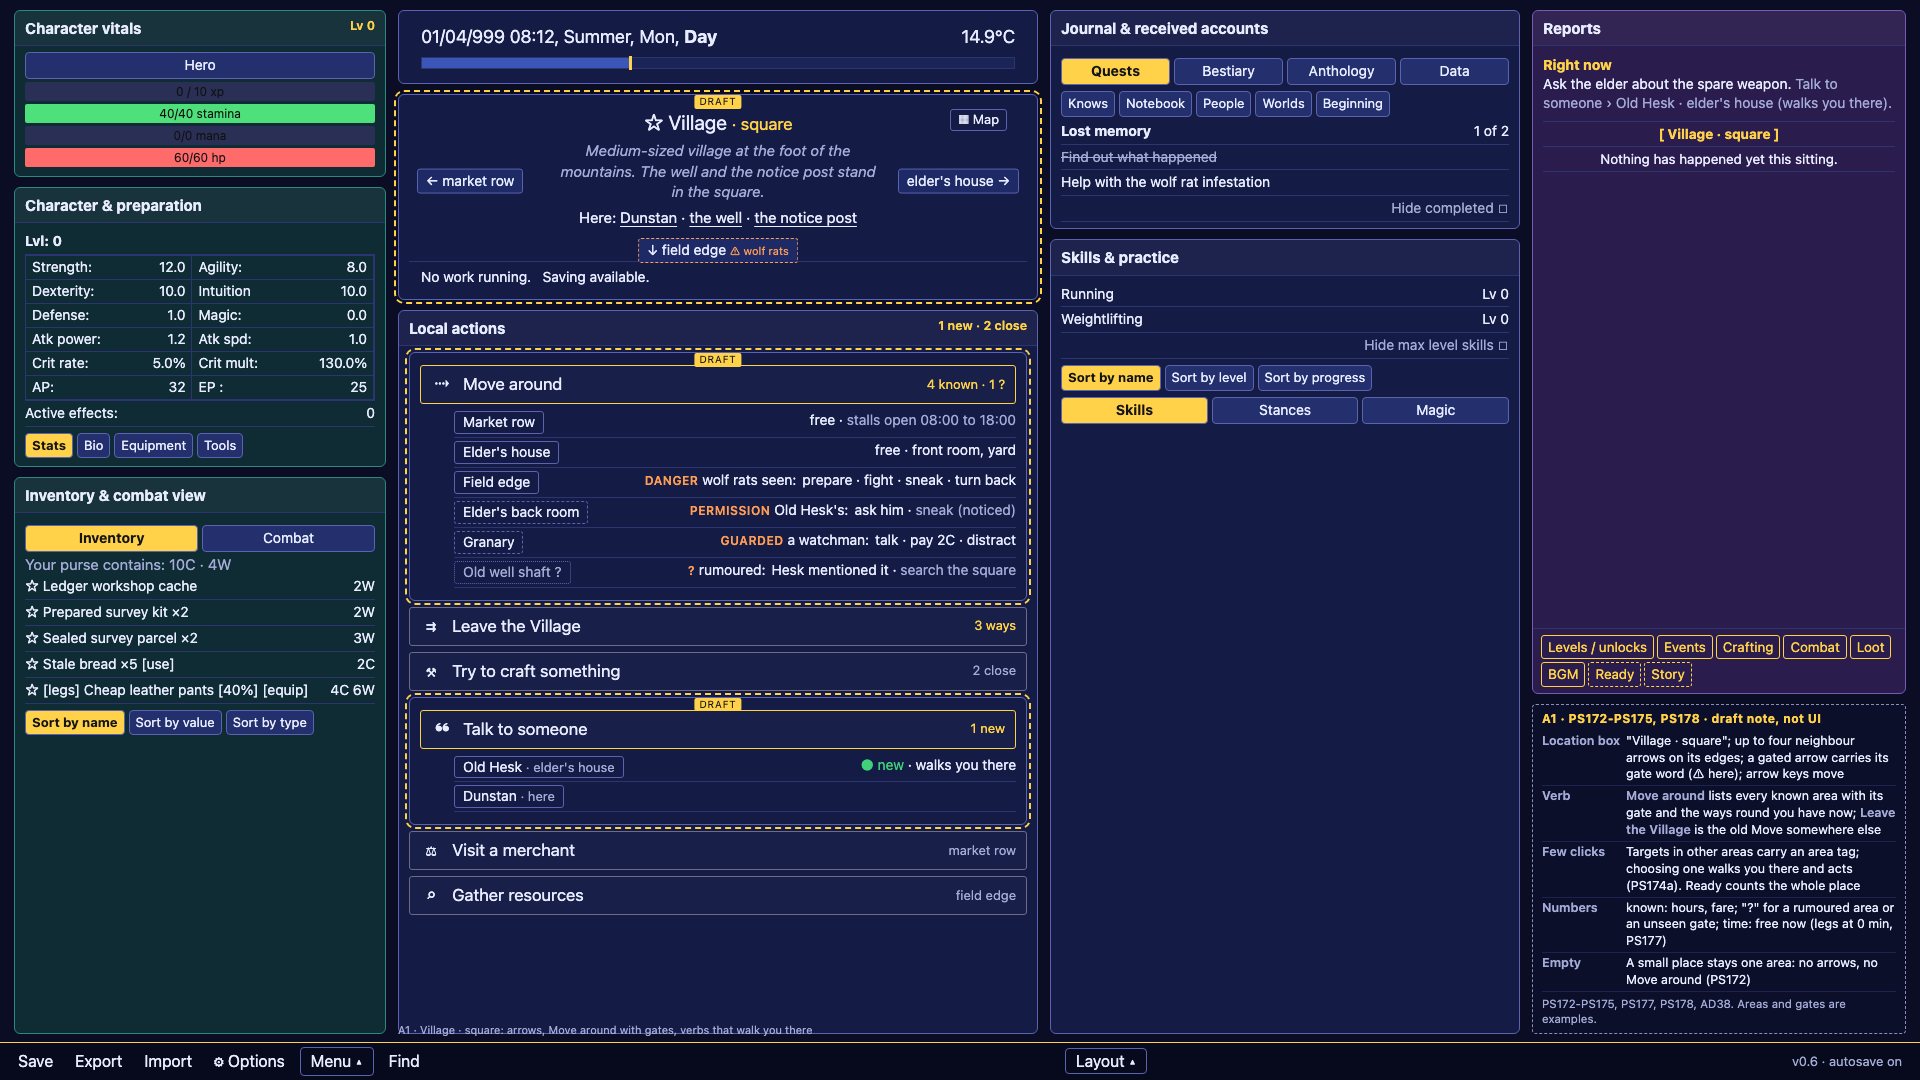 Character vitals
Lv 0
Hero
0 / 10 xp
40/40 stamina
0/0 mana
60/60 hp
Character & preparation
Lvl: 0
Strength: 12.0 Agility: 8.0
Dexterity: 10.0 Intuition 10.0
Defense: 1.0 Magic: 0.0
Atk power: 1.2 Atk spd: 1.0
Crit rate: 5.0% Crit mult: 130.0%
AP: 32 EP : 25
Active effects: 0
Stats Bio Equipment Tools
Inventory & combat view
Inventory Combat
Your purse contains: 10C · 4W
☆ Ledger workshop cache 2W
☆ Prepared survey kit ×2 2W
☆ Sealed survey parcel ×2 3W
☆ Stale bread ×5 [use] 2C
☆ [legs] Cheap leather pants [40%] [equip] 4C 6W
Sort by name Sort by value Sort by type
01/04/999 08:12, Summer, Mon, Day 14.9°C
DRAFT
☆ Village · square
▦ Map
Medium-sized village at the foot of the
mountains. The well and the notice post stand
in the square.
← market row
elder's house →
Here: Dunstan · the well · the notice post
↓ field edge ⚠ wolf rats
No work running. Saving available.
Local actions
1 new · 2 close
DRAFT
Move around 4 known · 1 ?
Market row free · stalls open 08:00 to 18:00
Elder's house free · front room, yard
Field edge DANGER wolf rats seen: prepare · fight · sneak · turn back
Elder's back room PERMISSION Old Hesk's: ask him · sneak (noticed)
Granary GUARDED a watchman: talk · pay 2C · distract
Old well shaft ? ? rumoured: Hesk mentioned it · search the square
Leave the Village 3 ways
Try to craft something 2 close
DRAFT
Talk to someone 1 new
Old Hesk · elder's house new · walks you there
Dunstan · here
Visit a merchant market row
Gather resources field edge
A1 · Village · square: arrows, Move around with gates, verbs that walk you there
Journal & received accounts
Quests Bestiary Anthology Data
Knows Notebook People Worlds Beginning
Lost memory 1 of 2
Find out what happened
Help with the wolf rat infestation
Hide completed ☐
Skills & practice
Running Lv 0
Weightlifting Lv 0
Hide max level skills ☐
Sort by name Sort by level Sort by progress
Skills Stances Magic
Reports
Right now
Ask the elder about the spare weapon. Talk to
someone › Old Hesk · elder's house (walks you there).
[ Village · square ]
Nothing has happened yet this sitting.
Levels / unlocks Events Crafting Combat Loot
BGM Ready Story
A1 · PS172-PS175, PS178 · draft note, not UI
Location box "Village · square"; up to four neighbour
arrows on its edges; a gated arrow carries its
gate word (⚠ here); arrow keys move
Verb Move around lists every known area with its
gate and the ways round you have now; Leave
the Village is the old Move somewhere else
Few clicks Targets in other areas carry an area tag;
choosing one walks you there and acts
(PS174a). Ready counts the whole place
Numbers known: hours, fare; "?" for a rumoured area or
an unseen gate; time: free now (legs at 0 min,
PS177)
Empty A small place stays one area: no arrows, no
Move around (PS172)
PS172-PS175, PS177, PS178, AD38. Areas and gates are
examples.
Save Export Import ⚙ Options Menu ▴ Find
Layout ▴
v0.6 · autosave on